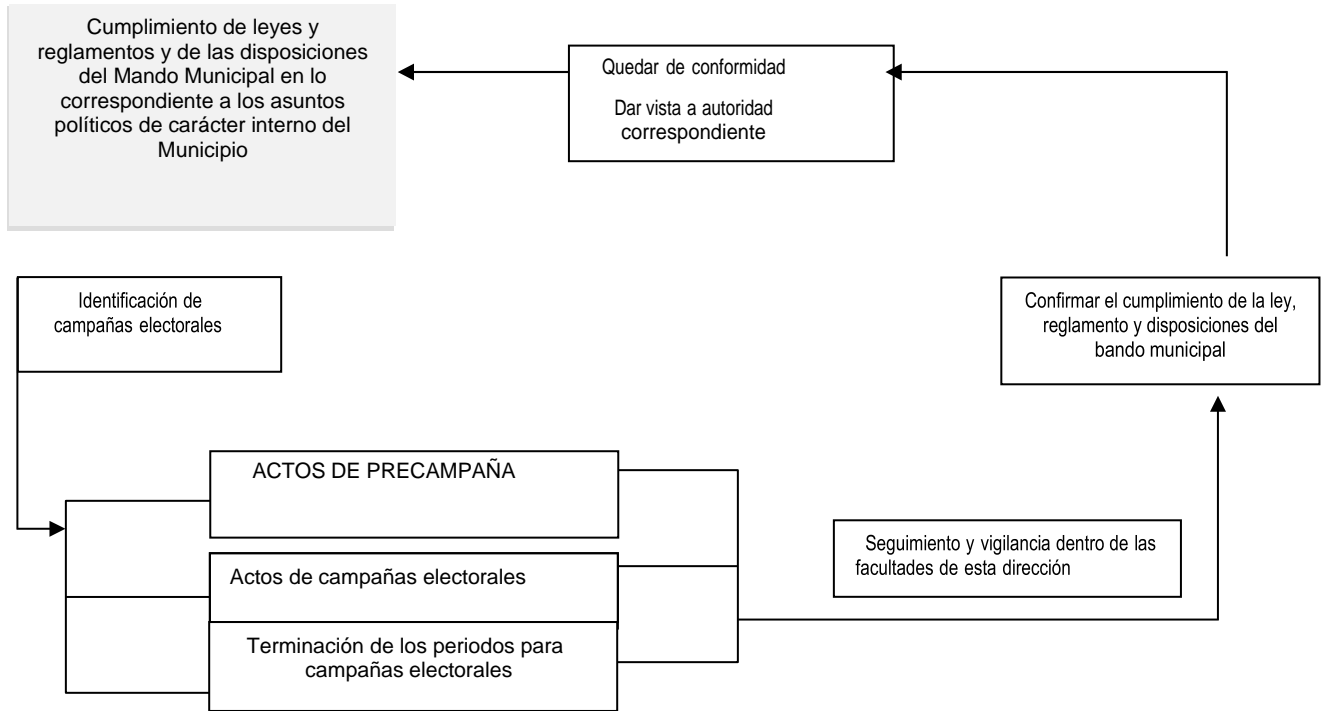 Cumplimiento de leyes y
reglamentos y de las disposiciones
del Mando Municipal en lo
correspondiente a los asuntos
políticos de carácter interno del
Municipio
Quedar de conformidad
Dar vista a autoridad
correspondiente
Identificación de
campañas electorales
Confirmar el cumplimiento de la ley,
reglamento y disposiciones del
bando municipal
ACTOS DE PRECAMPAÑA
Actos de campañas electorales
Terminación de los periodos para
campañas electorales
Seguimiento y vigilancia dentro de las
facultades de esta dirección